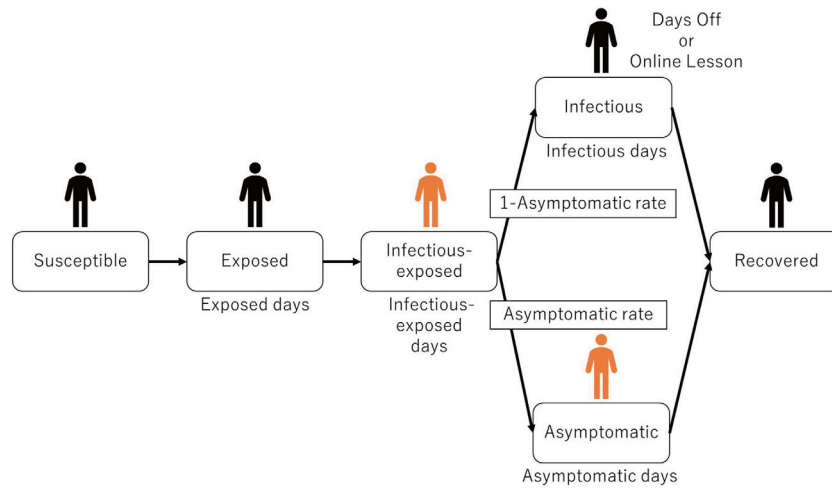 Days Off
or
Online Lesson
Infectious
Infectious days
1-Asymptomatic rate
Susceptible
Exposed
Exposed days
Infectious-
exposed
Infectious-
exposed
days
Recovered
Asymptomatic rate
Asymptomatic
Asymptomatic days